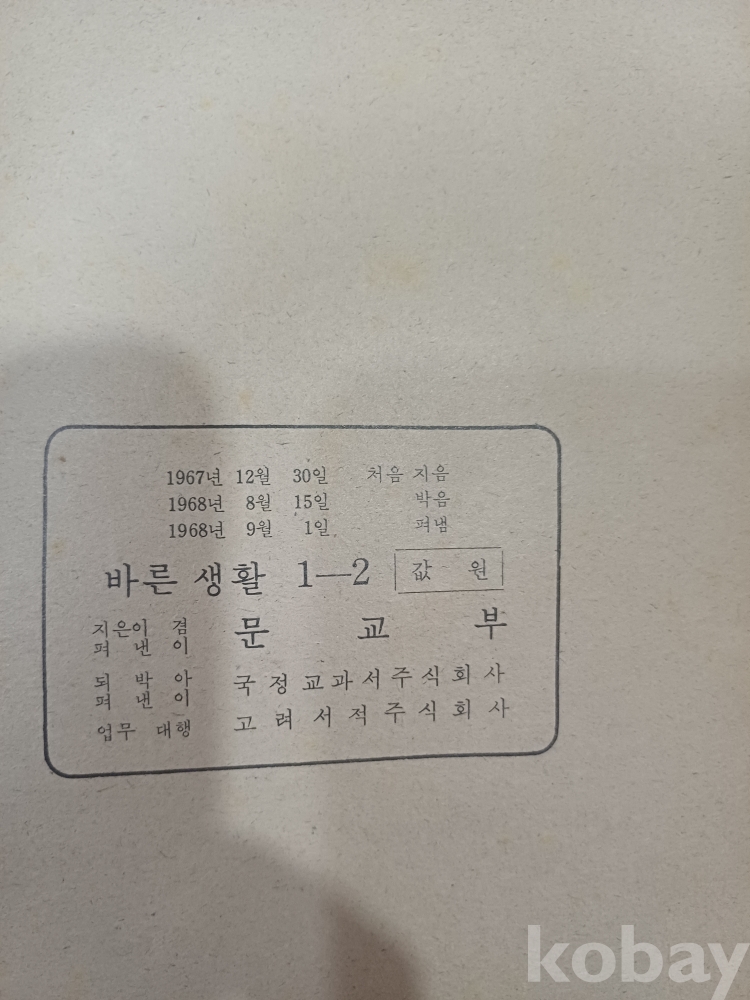 1967년 12월 30일 처음 지음
1968년 8월 15일 박음
1968년 9월 1일 펴냄
바른 생활 1—2 값 원
지은이 겸
펴 낸 이 문 교 부
되 박 아
펴 낸 이 국 정 교 과 서 주 식 회 사
업무 대행 고 려 서 적 주 식 회 사
kobay